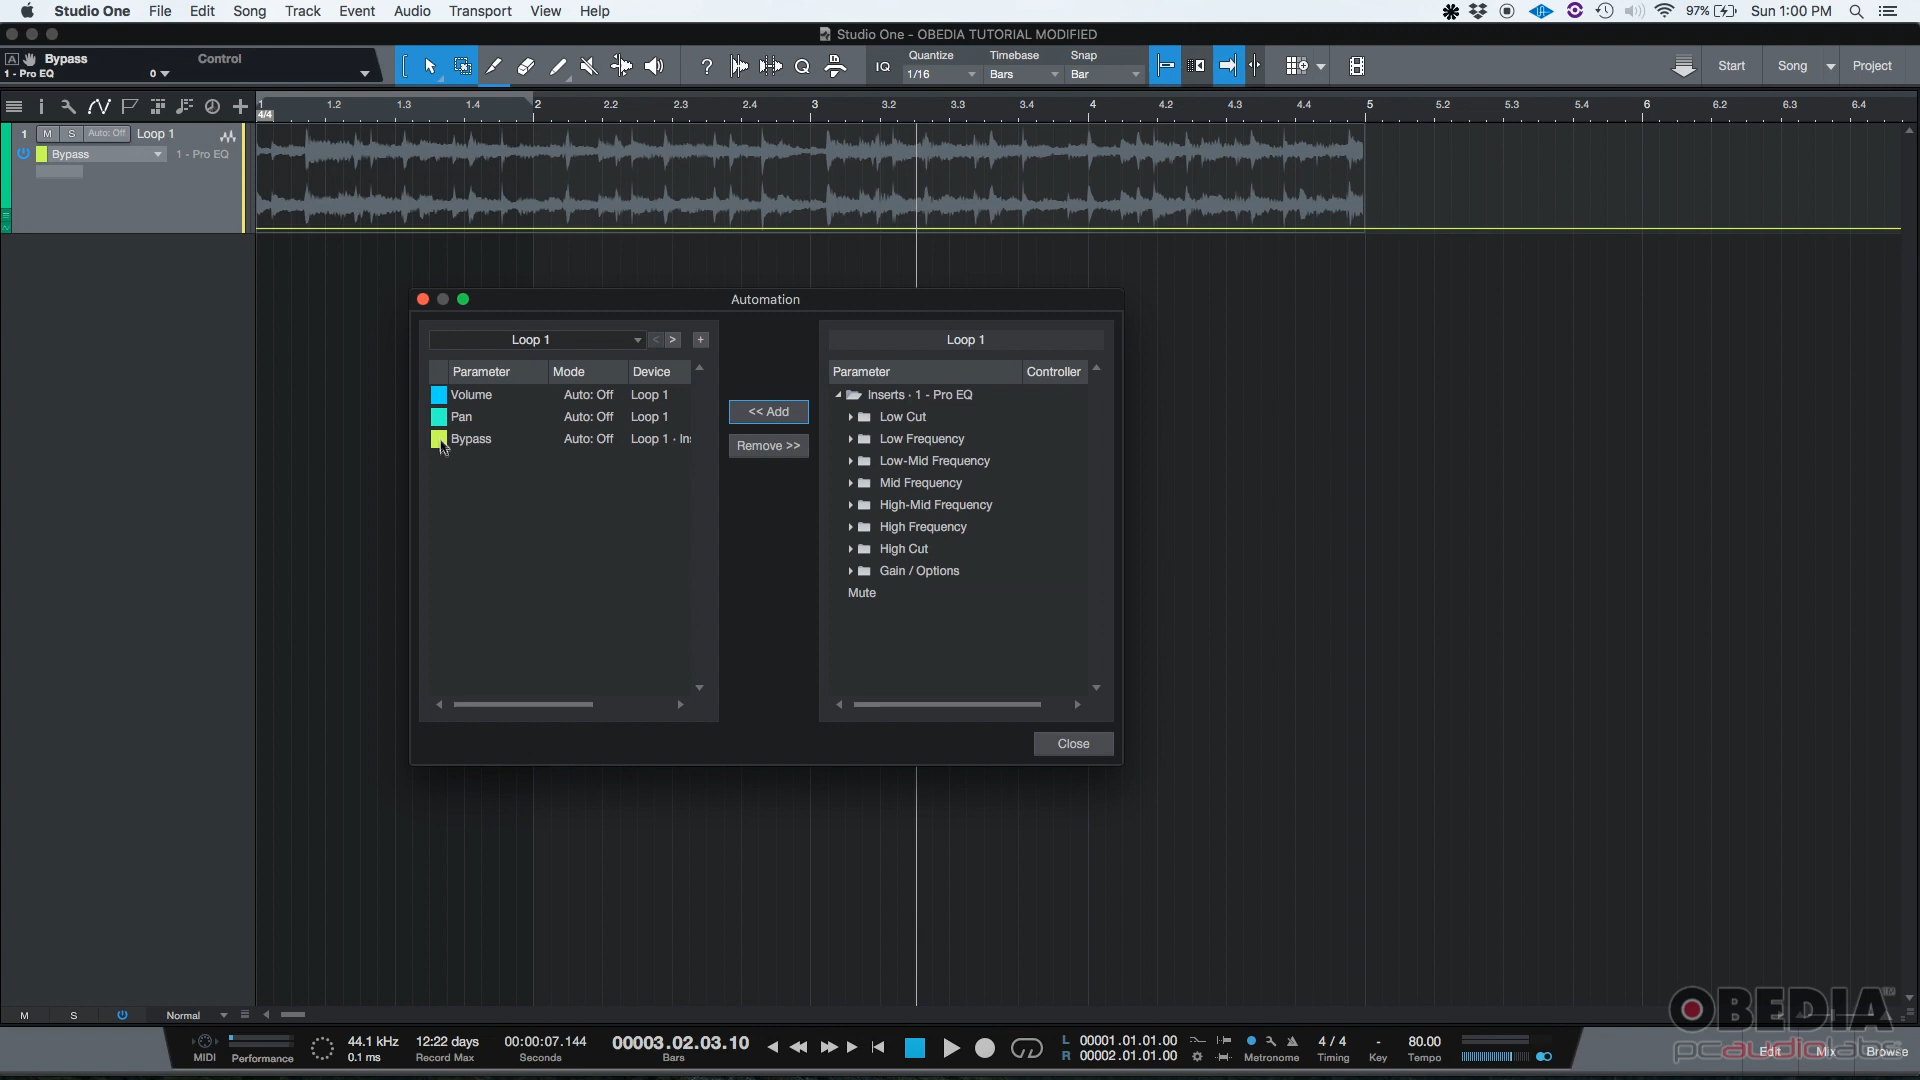 Studio One File Edit Song Track Event Audio Transport View Help
97% Sun 1:00 PM
Studio One - OBEDIA TUTORIAL MODIFIED
A Bypass Control
1 - Pro EQ 0
? Q IQ
Quantize Timebase Snap
1/16 Bars Bar
Start Song Project
1 1.2 1.3 1.4 2 2.2 2.3 2.4 3 3.2 3.3 3.4 4 4.2 4.3 4.4 5 5.2 5.3 5.4 6 6.2 6.3 6.4
4/4
1 M S Auto: Off Loop 1
Bypass 1 - Pro EQ
Automation
Loop 1 < > +
Parameter Mode Device
Volume Auto: Off Loop 1
Pan Auto: Off Loop 1
Bypass Auto: Off Loop 1 · Ins
<< Add
Remove >>
Loop 1
Parameter Controller
Inserts · 1 - Pro EQ
Low Cut
Low Frequency
Low-Mid Frequency
Mid Frequency
High-Mid Frequency
High Frequency
High Cut
Gain / Options
Mute
Close
M S Normal
MIDI Performance
44.1 kHz 12:22 days 00:00:07.144 00003.02.03.10
0.1 ms Record Max Seconds Bars
L 00001.01.01.00
R 00002.01.01.00
Metronome
4 / 4 - 80.00
Timing Key Tempo
Edit Mix Browse
OBEDIA
pcaudiolabs